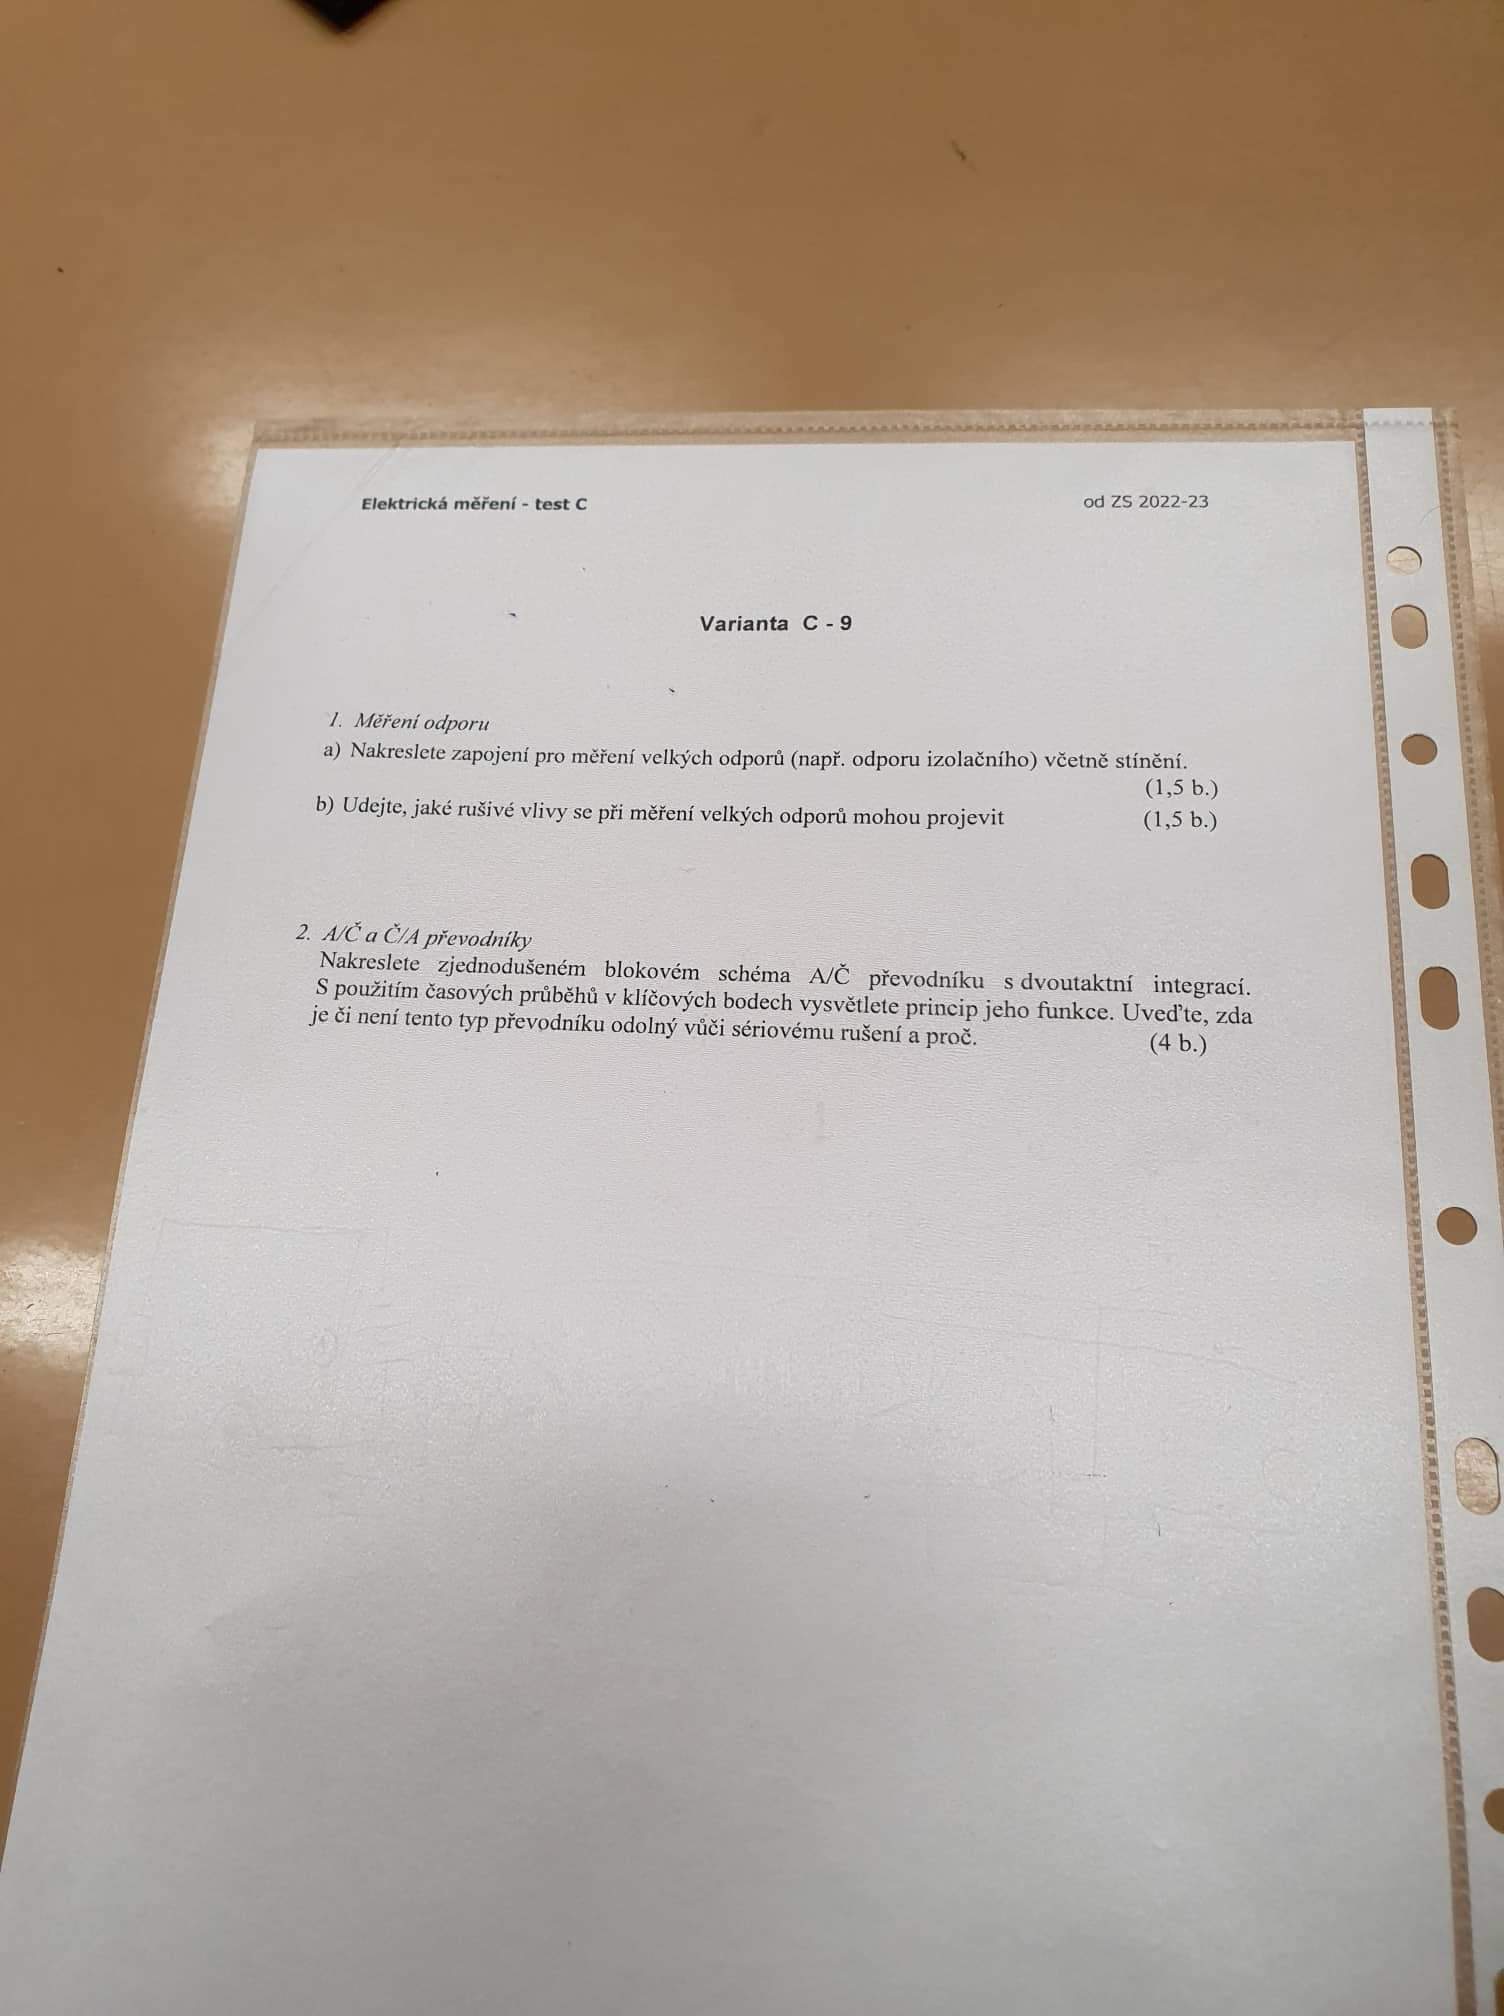 Elektrická měření - test C
od ZS 2022-23
Varianta C - 9
1. Měření odporu
a) Nakreslete zapojení pro měření velkých odporů (např. odporu izolačního) včetně stínění.
(1,5 b.)
b) Udejte, jaké rušivé vlivy se při měření velkých odporů mohou projevit
(1,5 b.)
2. A/Č a Č/A převodníky
Nakreslete zjednodušeném blokovém schéma A/Č převodníku s dvoutaktní integrací.
S použitím časových průběhů v klíčových bodech vysvětlete princip jeho funkce. Uveďte, zda
je či není tento typ převodníku odolný vůči sériovému rušení a proč.
(4 b.)